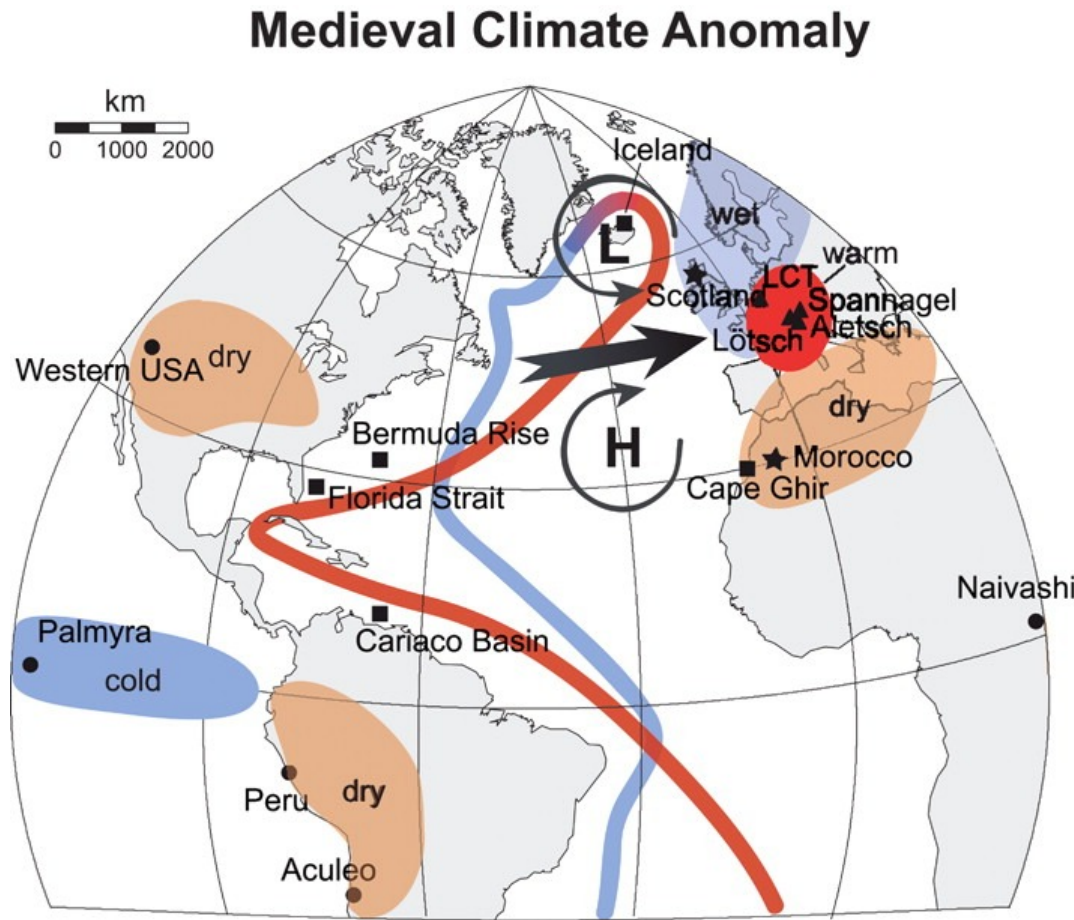 Medieval Climate Anomaly
km
0 1000 2000
Iceland
L
wet
warm
LCT
Scotland
Spannagel
Aletsch
Lötsch
dry
Western USA
dry
Bermuda Rise
H
Morocco
Florida Strait
Cape Ghir
Naivashi
Palmyra
cold
Cariaco Basin
Peru
dry
Aculeo